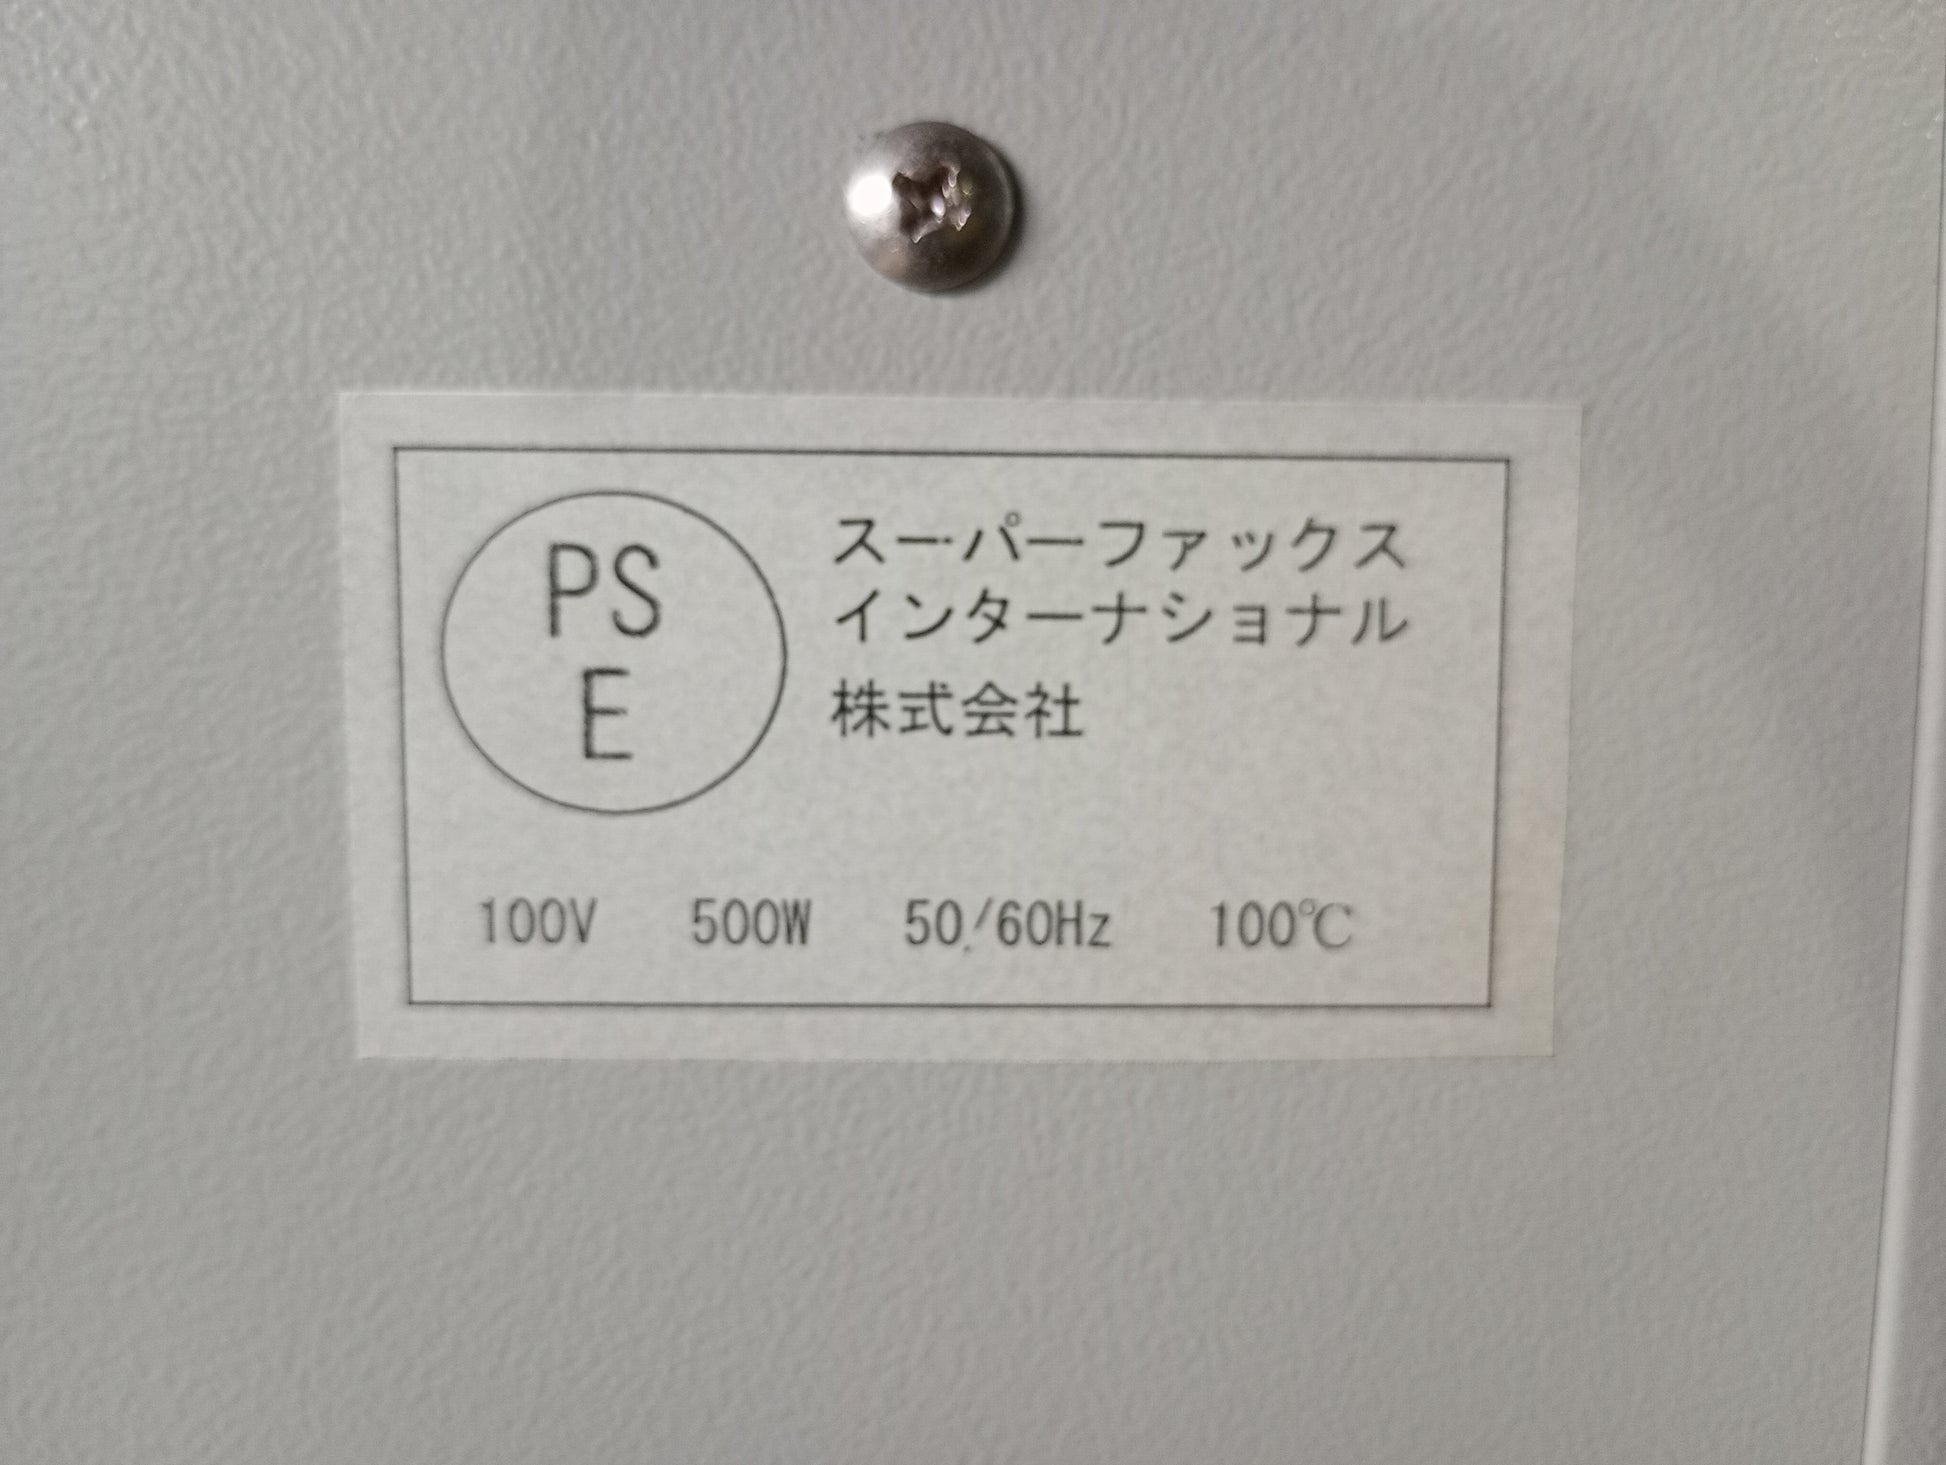 PS
E
スーパーファックス
インターナショナル
株式会社
100V 500W 50/60Hz 100℃